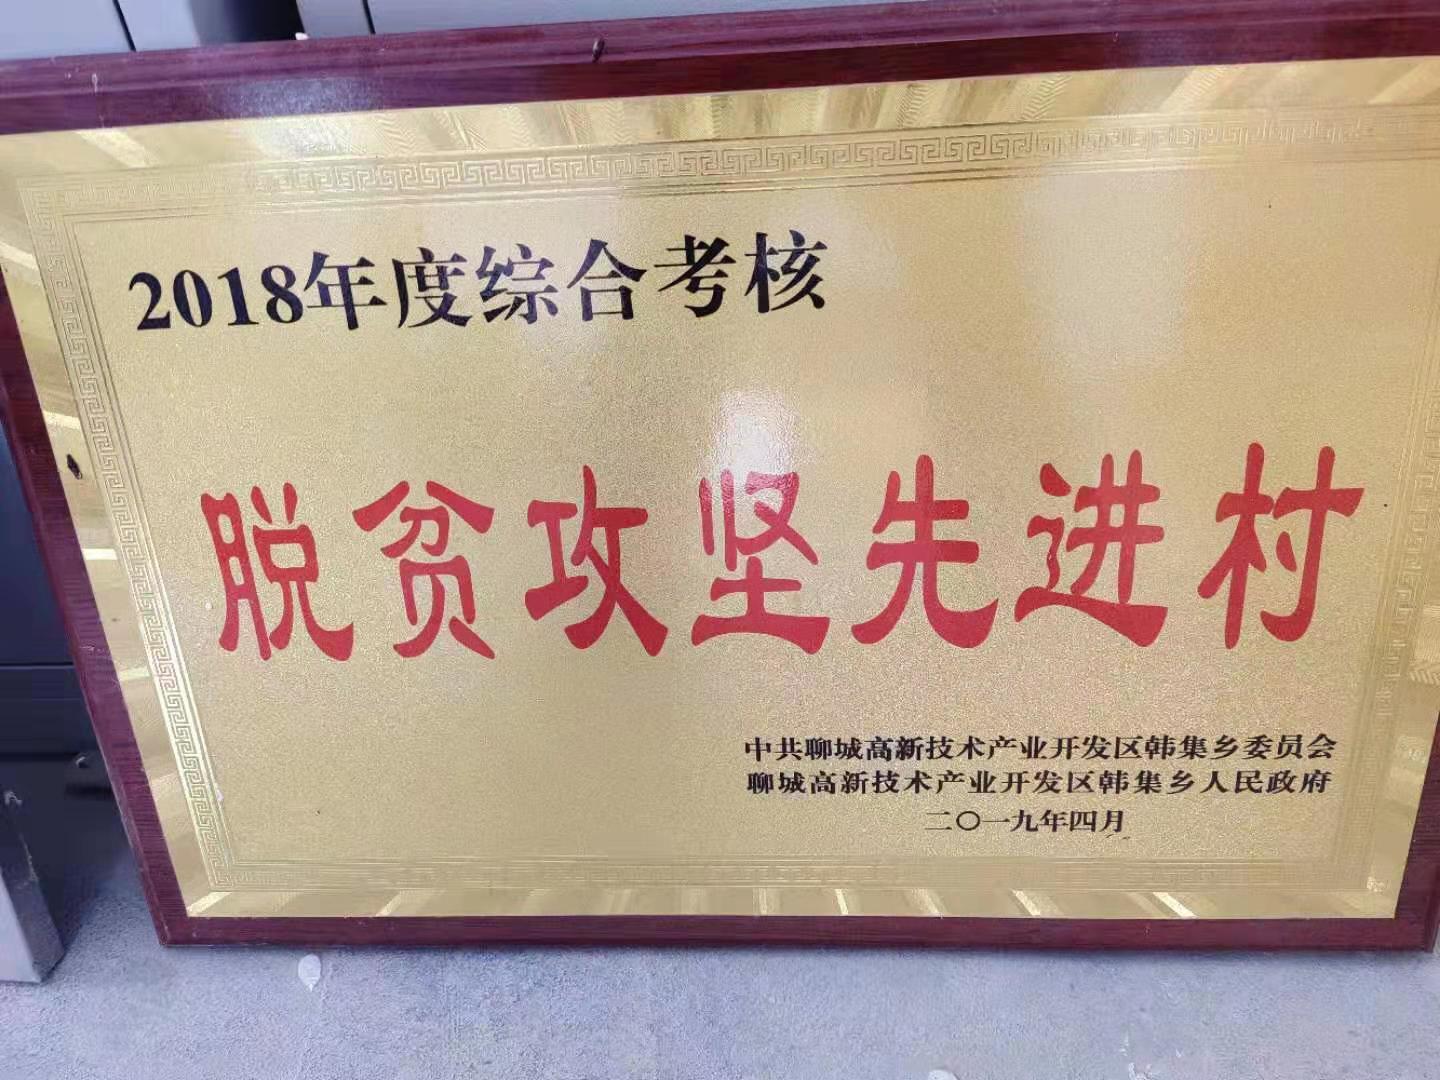 2018年度综合考核
脱贫攻坚先进村
中共聊城高新技术产业开发区韩集乡委员会
聊城高新技术产业开发区韩集乡人民政府
二〇一九年四月